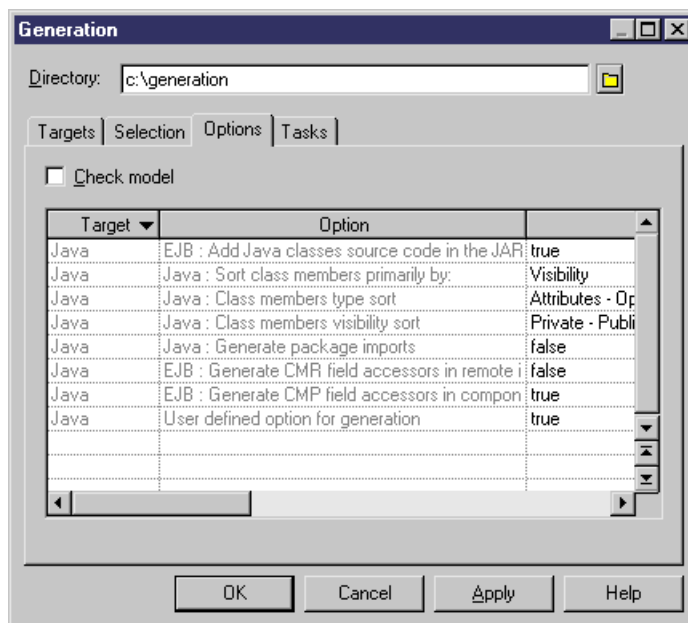 Generation
Directory: c:\generation
Targets Selection Options Tasks
Check model
Target Option
Java EJB : Add Java classes source code in the JAR true
Java Java : Sort class members primarily by: Visibility
Java Java : Class members type sort Attributes - Op
Java Java : Class members visibility sort Private - Publi
Java Java : Generate package imports false
Java EJB : Generate CMR field accessors in remote i false
Java EJB : Generate CMP field accessors in compon true
Java User defined option for generation true
OK Cancel Apply Help